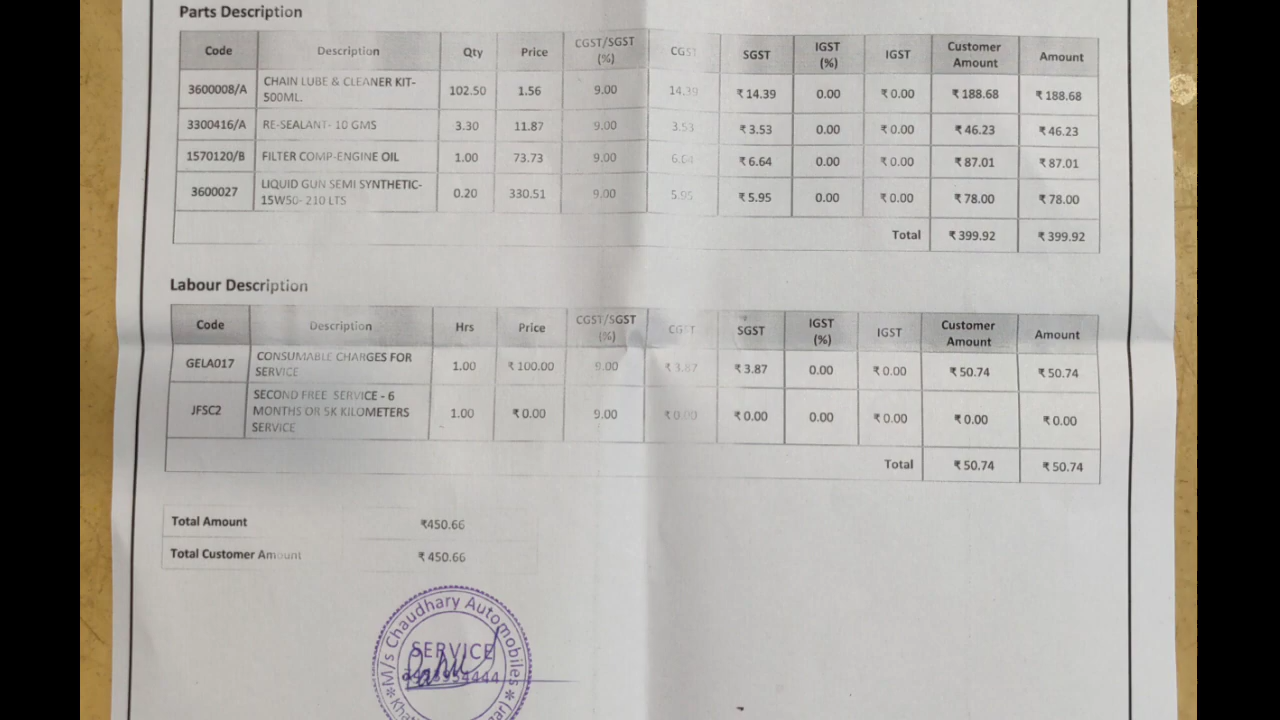 Parts Description
Code Description Qty Price CGST/SGST (%) CGST SGST IGST (%) IGST Customer Amount Amount
3600008/A CHAIN LUBE & CLEANER KIT- 500ML. 102.50 1.56 9.00 14.39 ₹ 14.39 0.00 ₹ 0.00 ₹ 188.68 ₹ 188.68
3300416/A RE-SEALANT- 10 GMS 3.30 11.87 9.00 3.53 ₹ 3.53 0.00 ₹ 0.00 ₹ 46.23 ₹ 46.23
1570120/B FILTER COMP-ENGINE OIL 1.00 73.73 9.00 6.64 ₹ 6.64 0.00 ₹ 0.00 ₹ 87.01 ₹ 87.01
3600027 LIQUID GUN SEMI SYNTHETIC- 15W50- 210 LTS 0.20 330.51 9.00 5.95 ₹ 5.95 0.00 ₹ 0.00 ₹ 78.00 ₹ 78.00
Total ₹ 399.92 ₹ 399.92
Labour Description
Code Description Hrs Price CGST/SGST (%) CGST SGST IGST (%) IGST Customer Amount Amount
GELA017 CONSUMABLE CHARGES FOR SERVICE 1.00 ₹ 100.00 9.00 ₹ 3.87 ₹ 3.87 0.00 ₹ 0.00 ₹ 50.74 ₹ 50.74
JFSC2 SECOND FREE SERVICE - 6 MONTHS OR 5K KILOMETERS SERVICE 1.00 ₹ 0.00 9.00 ₹ 0.00 ₹ 0.00 0.00 ₹ 0.00 ₹ 0.00 ₹ 0.00
Total ₹ 50.74 ₹ 50.74
Total Amount ₹450.66
Total Customer Amount ₹ 450.66
M/s Chaudhary Automobiles
SERVICE